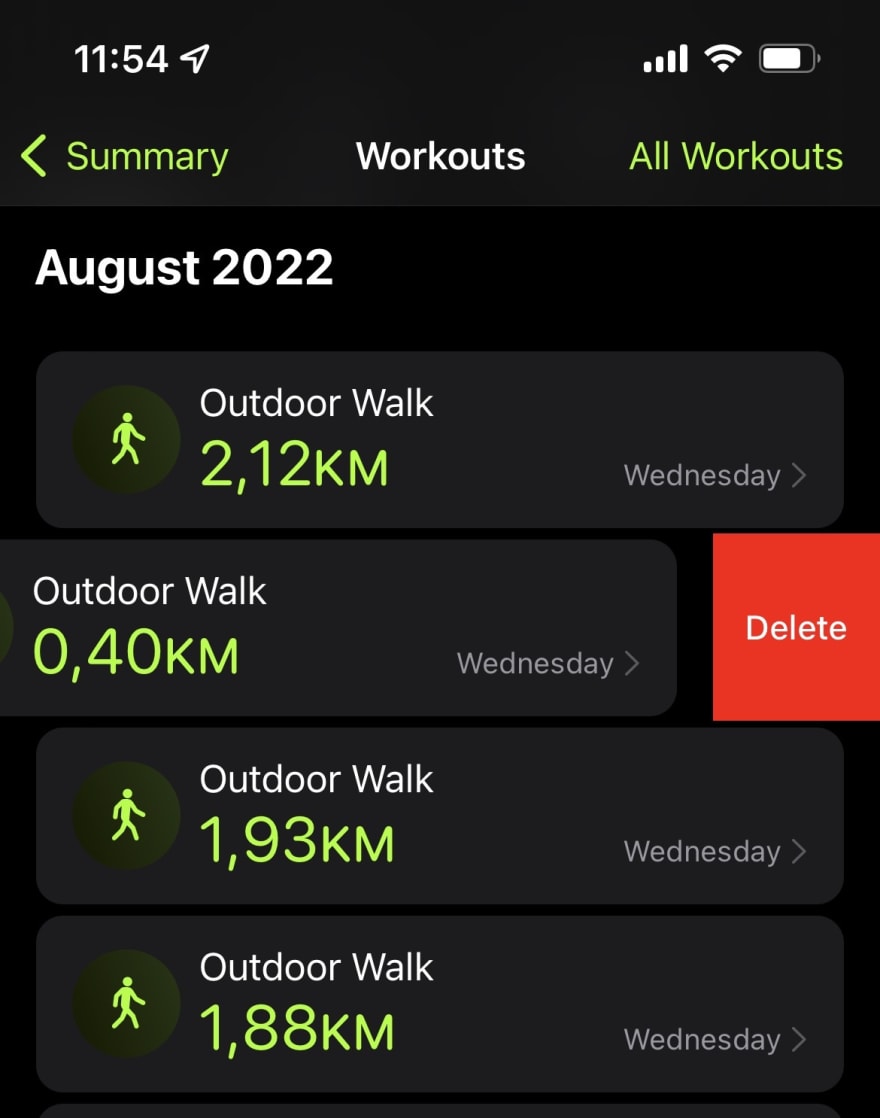 11:54
Summary
Workouts
All Workouts
August 2022
Outdoor Walk
2,12KM
Wednesday
Outdoor Walk
0,40KM
Wednesday
Delete
Outdoor Walk
1,93KM
Wednesday
Outdoor Walk
1,88KM
Wednesday